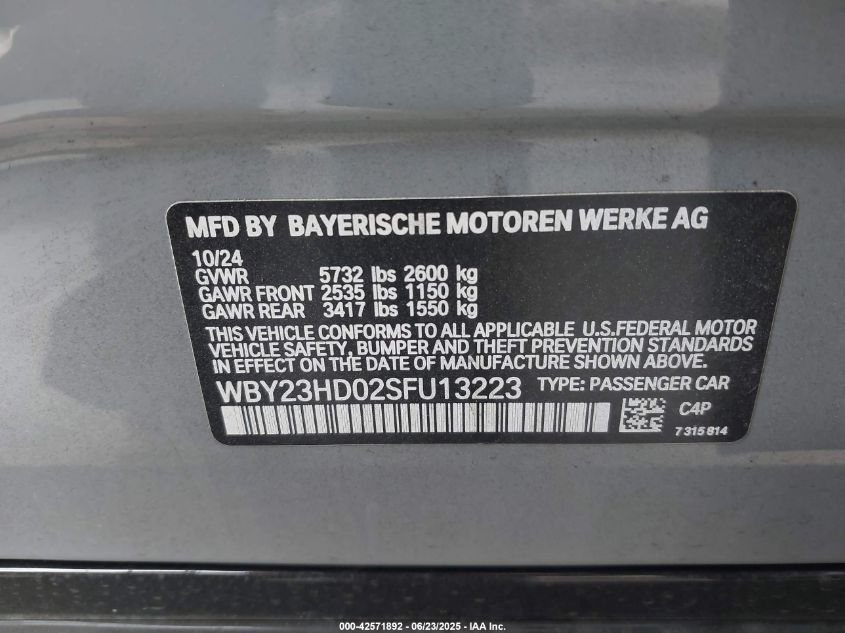 MFD BY BAYERISCHE MOTOREN WERKE AG
10/24
GVWR 5732 lbs 2600 kg
GAWR FRONT 2535 lbs 1150 kg
GAWR REAR 3417 lbs 1550 kg
THIS VEHICLE CONFORMS TO ALL APPLICABLE U.S.FEDERAL MOTOR
VEHICLE SAFETY, BUMPER AND THEFT PREVENTION STANDARDS
IN EFFECT ON THE DATE OF MANUFACTURE SHOWN ABOVE.
WBY23HD02SFU13223 TYPE: PASSENGER CAR
C4P
7315814
000-42571892 - 06/23/2025 - IAA Inc.